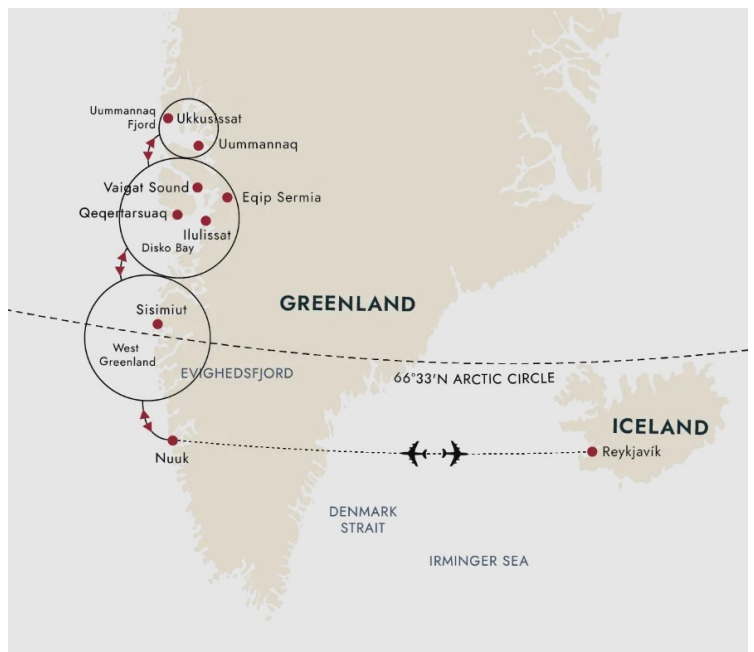 Uummannaq
Fjord
Ukkusissat
Uummannaq
Vaigat Sound
Eqip Sermia
Qeqertarsuaq
Ilulissat
Disko Bay
GREENLAND
Sisimiut
West
Greenland
EVIGHEDSFJORD
66°33'N ARCTIC CIRCLE
ICELAND
Reykjavík
Nuuk
DENMARK
STRAIT
IRMINGER SEA